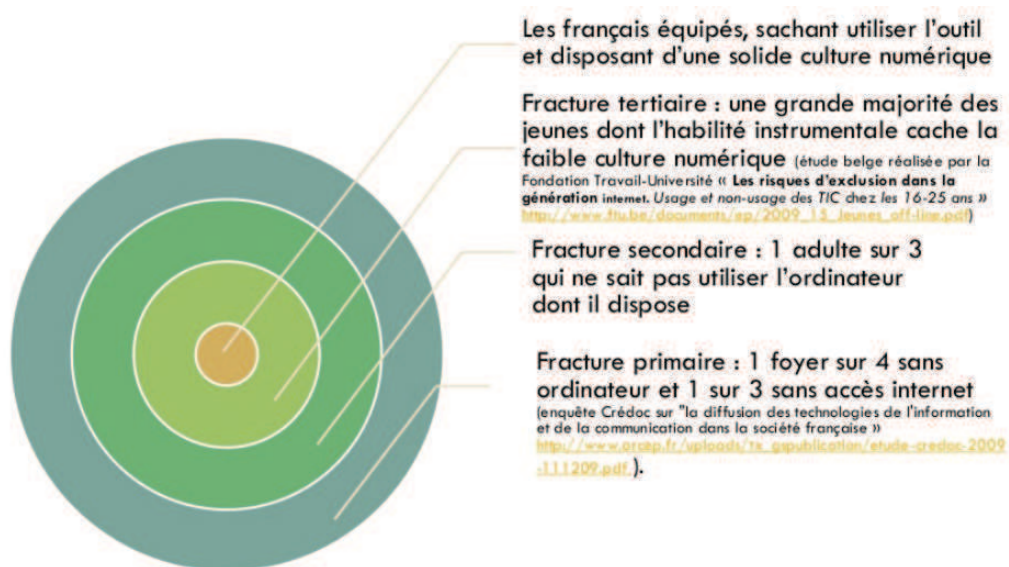 Les français équipés, sachant utiliser l'outil
et disposant d'une solide culture numérique
Fracture tertiaire : une grande majorité des
jeunes dont l'habilité instrumentale cache la
faible culture numérique (étude belge réalisée par la
Fondation Travail-Université « Les risques d'exclusion dans la
génération internet. Usage et non-usage des TIC chez les 16-25 ans »
http://www.ftu.be/documents/ep/2009_15_Jeunes_off-line.pdf)
Fracture secondaire : 1 adulte sur 3
qui ne sait pas utiliser l'ordinateur
dont il dispose
Fracture primaire : 1 foyer sur 4 sans
ordinateur et 1 sur 3 sans accès internet
(enquête Crédoc sur "la diffusion des technologies de l'information
et de la communication dans la société française »
http://www.arcep.fr/uploads/tx_gspublication/etude-credoc-2009
-111209.pdf.).